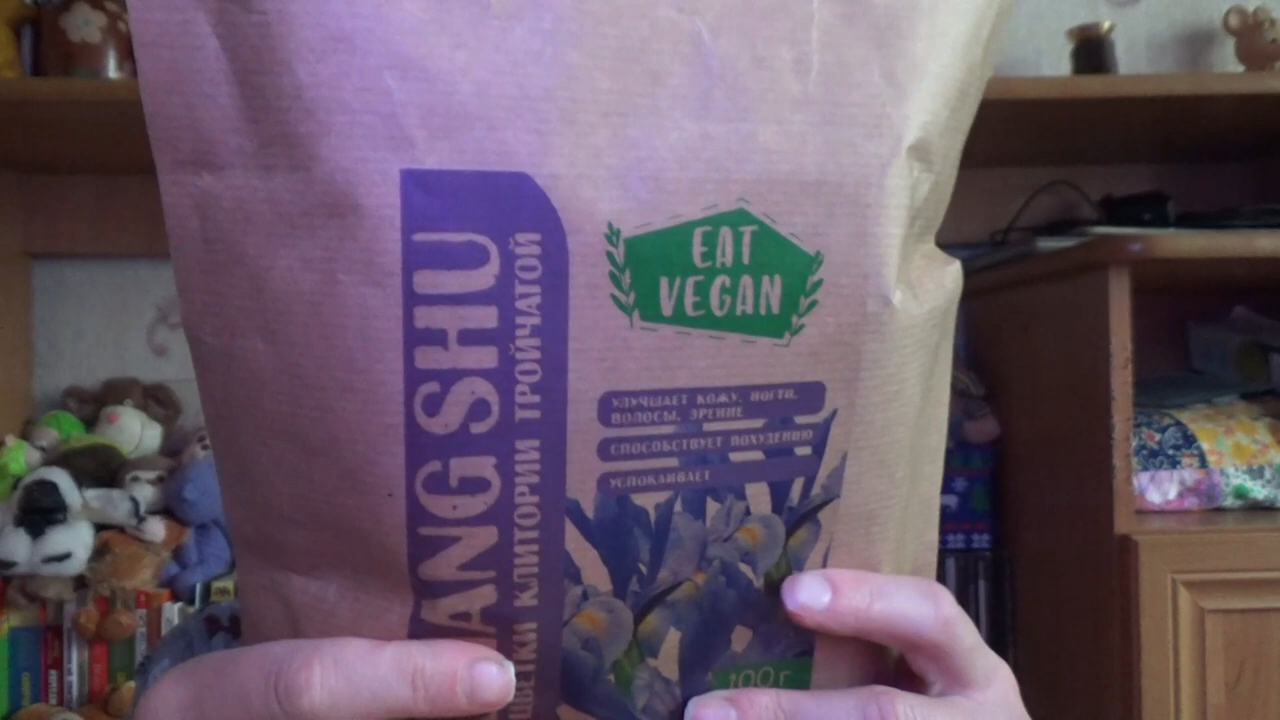 ANG SHU
ЦВЕТКИ КЛИТОРИИ ТРОЙЧАТОЙ
EAT
VEGAN
УЛУЧШАЕТ КОЖУ, НОГТИ,
ВОЛОСЫ, ЗРЕНИЕ
СПОСОБСТВУЕТ ПОХУДЕНИЮ
УСПОКАИВАЕТ
100 Г